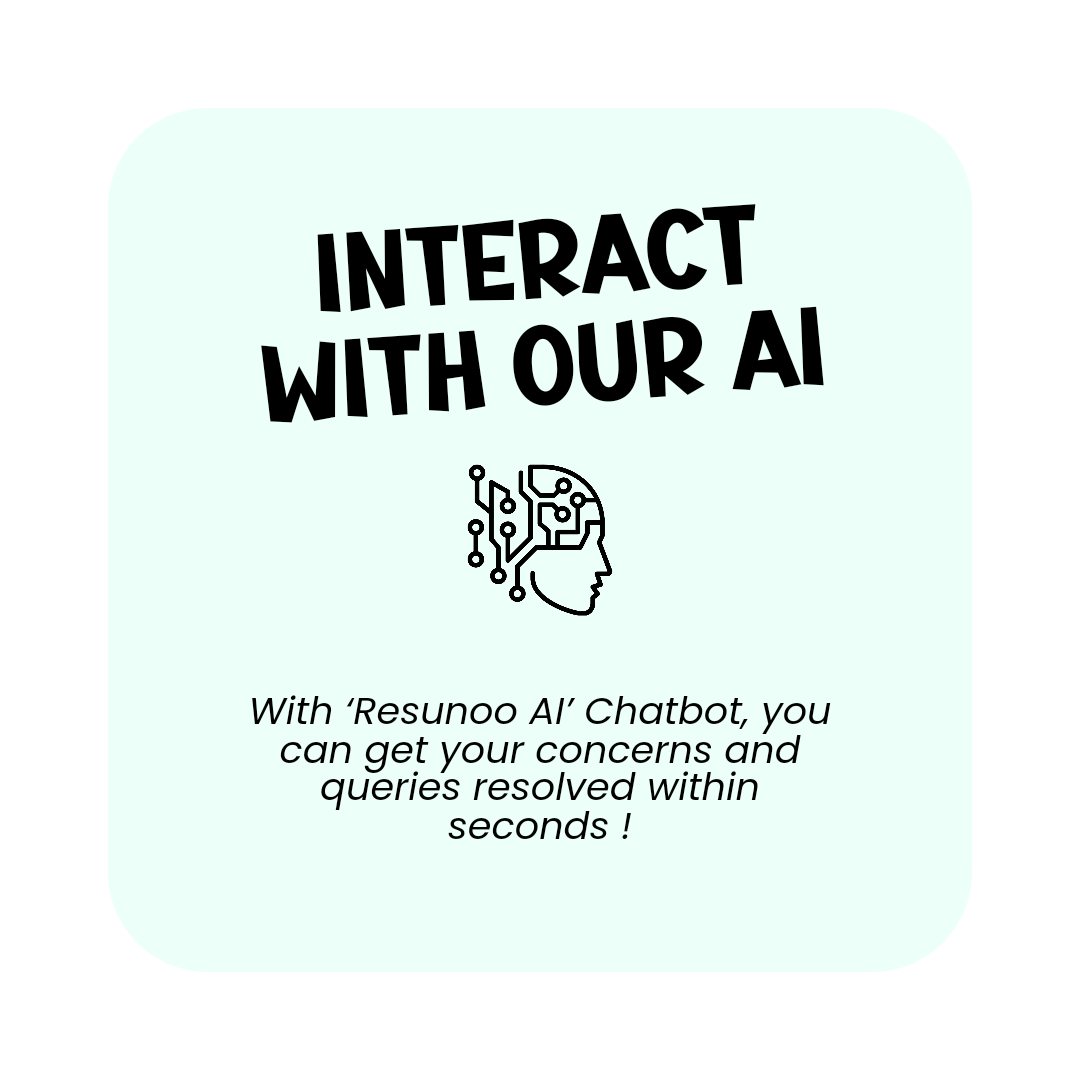 INTERACT
WITH OUR AI
With ‘Resunoo AI’ Chatbot, you
can get your concerns and
queries resolved within
seconds !